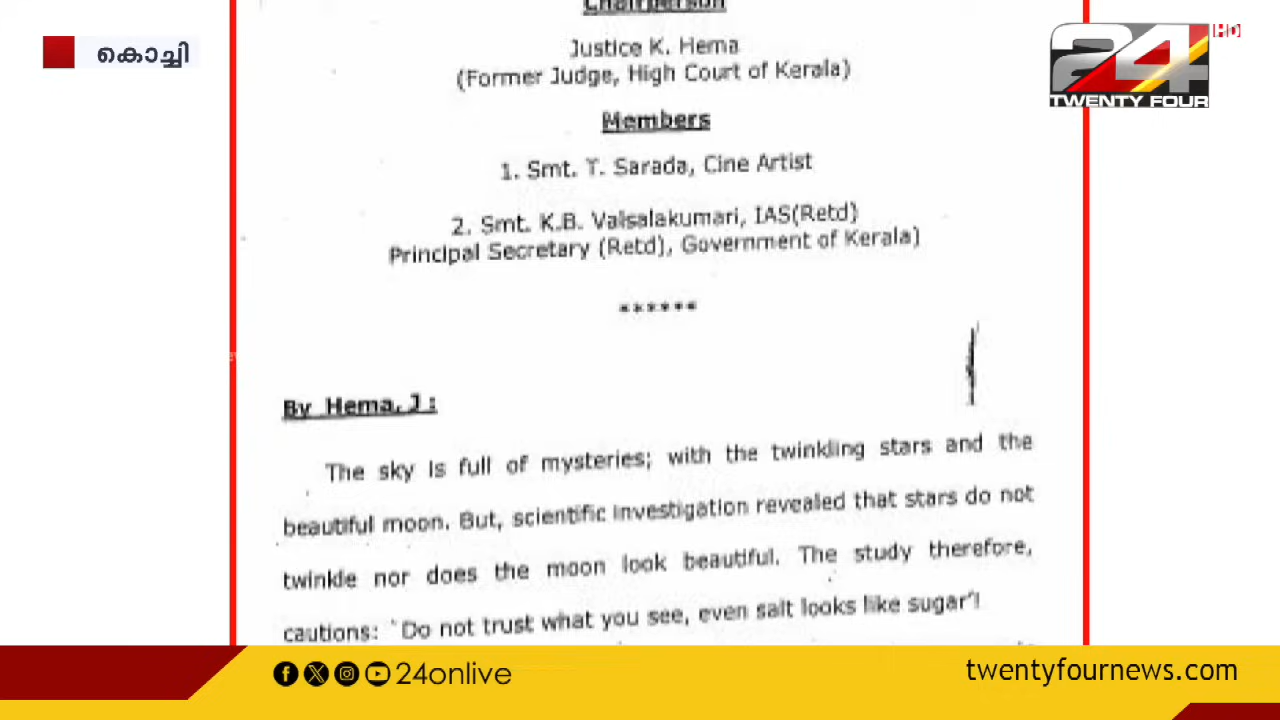 കൊച്ചി
24
HD
TWENTY FOUR
Chairperson
Justice K. Hema
(Former Judge, High Court of Kerala)
Members
1. Smt. T. Sarada, Cine Artist
2. Smt. K.B. Valsalakumari, IAS(Retd)
Principal Secretary (Retd), Government of Kerala)
******
By Hema, J :
The sky is full of mysteries; with the twinkling stars and the
beautiful moon. But, scientific investigation revealed that stars do not
twinkle nor does the moon look beautiful. The study therefore,
cautions: `Do not trust what you see, even salt looks like sugar'!
24onlive
twentyfournews.com